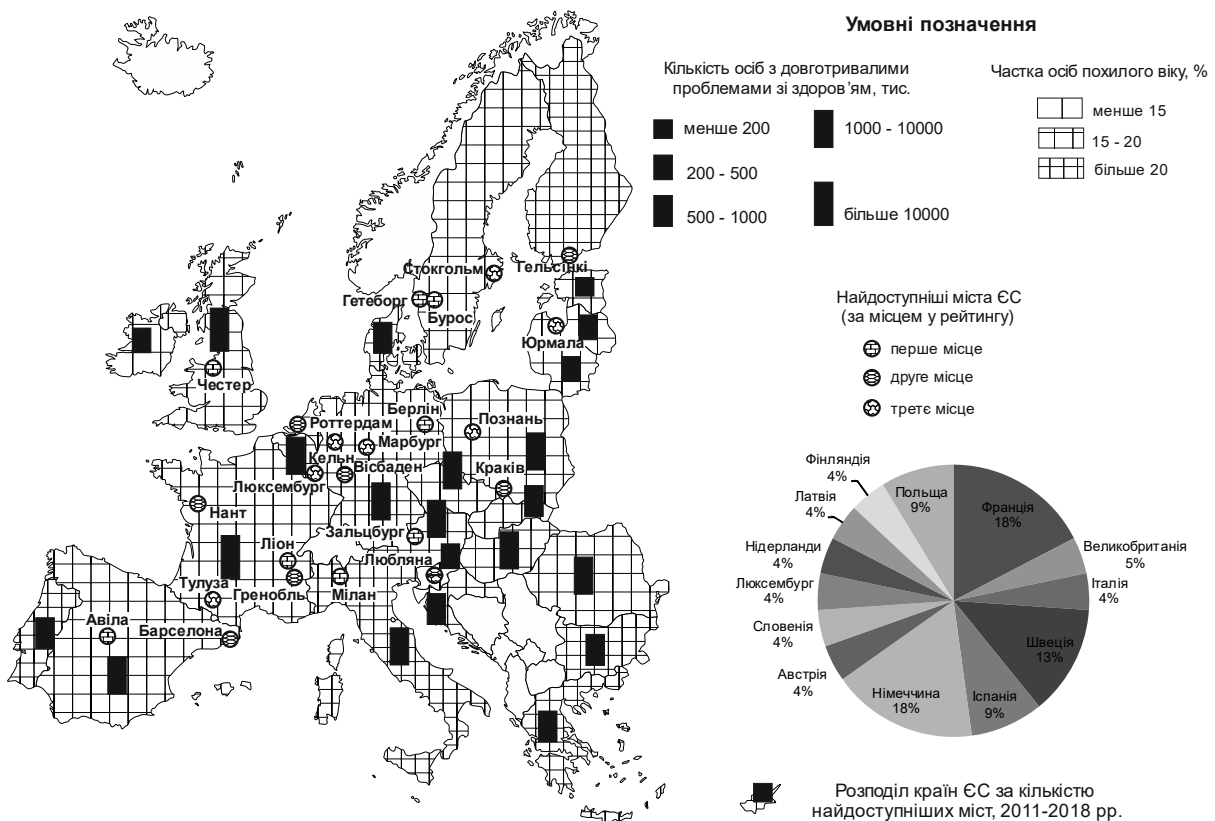 Умовні позначення
Кількість осіб з довготривалими
проблемами зі здоров’ям, тис.
менше 200
200 - 500
500 - 1000
1000 - 10000
більше 10000
Частка осіб похилого віку, %
менше 15
15 - 20
більше 20
Найдоступніші міста ЄС
(за місцем у рейтингу)
перше місце
друге місце
третє місце
Стокгольм
Гельсінкі
Гетеборг
Бурос
Юрмала
Честер
Берлін
Роттердам
Познань
Марбург
Кельн
Вісбаден
Краків
Люксембург
Нант
Зальцбург
Ліон
Любляна
Тулуза
Гренобль
Мілан
Авіла
Барселона
Фінляндія
4%
Польща
9%
Франція
18%
Латвія
4%
Нідерланди
4%
Великобританія
5%
Люксембург
4%
Італія
4%
Словенія
4%
Швеція
13%
Австрія
4%
Німеччина
18%
Іспанія
9%
Розподіл країн ЄС за кількістю
найдоступніших міст, 2011-2018 рр.